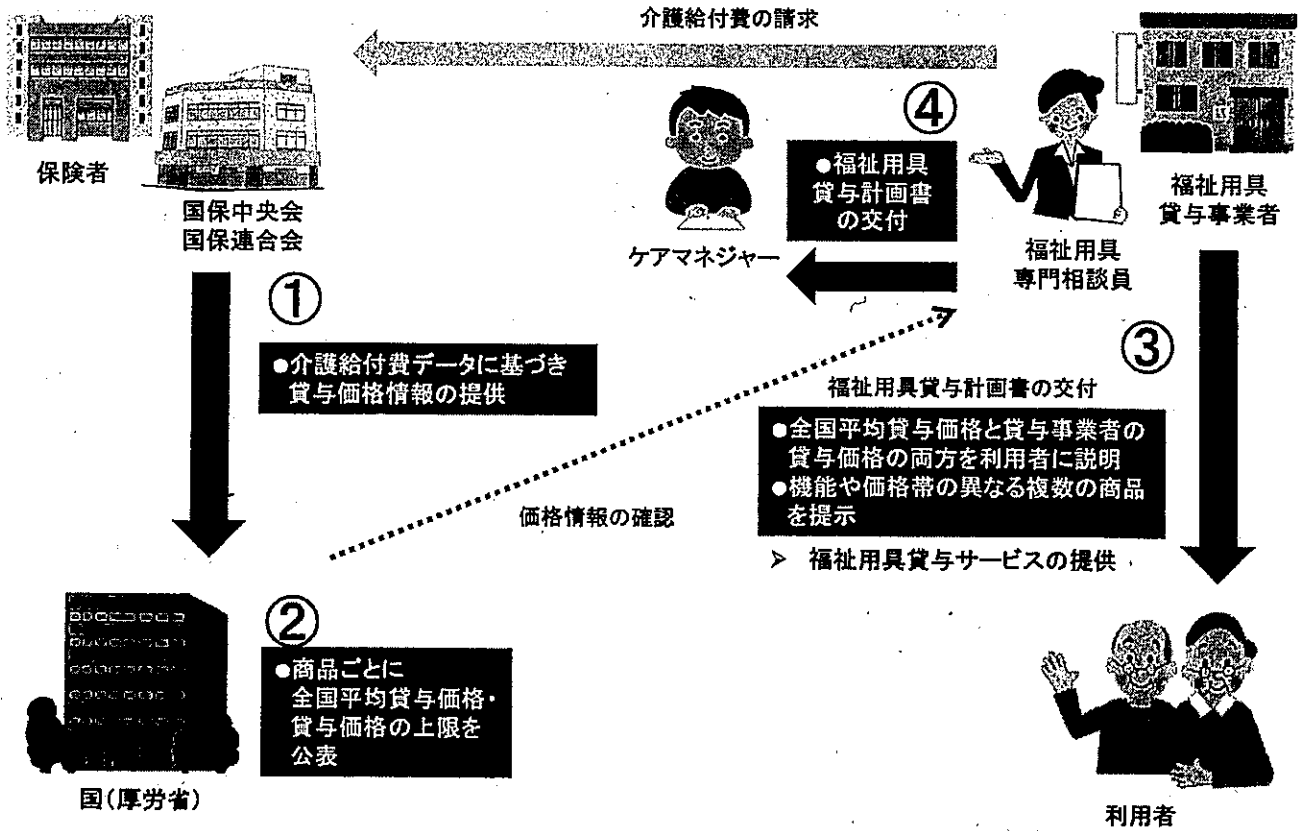 介護給付費の請求
保険者
国保中央会
国保連合会
ケアマネジャー
④
●福祉用具
貸与計画書
の交付
福祉用具
専門相談員
福祉用具
貸与事業者
①
●介護給付費データに基づき
貸与価格情報の提供
③
福祉用具貸与計画書の交付
●全国平均貸与価格と貸与事業者の
貸与価格の両方を利用者に説明
●機能や価格帯の異なる複数の商品
を提示
➢ 福祉用具貸与サービスの提供
価格情報の確認
②
●商品ごとに
全国平均貸与価格・
貸与価格の上限を
公表
国(厚労省)
利用者